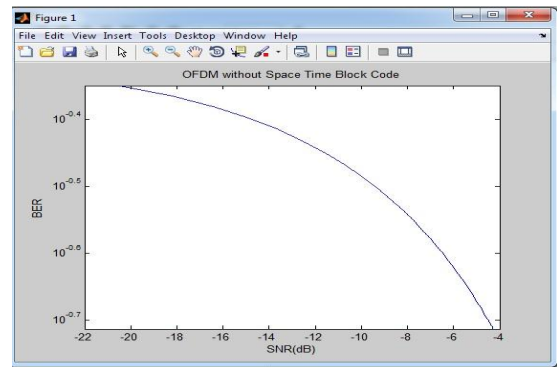 Figure 1
File Edit View Insert Tools Desktop Window Help
OFDM without Space Time Block Code
10^-0.4
10^-0.5
10^-0.6
10^-0.7
BER
-22 -20 -18 -16 -14 -12 -10 -8 -6 -4
SNR(dB)